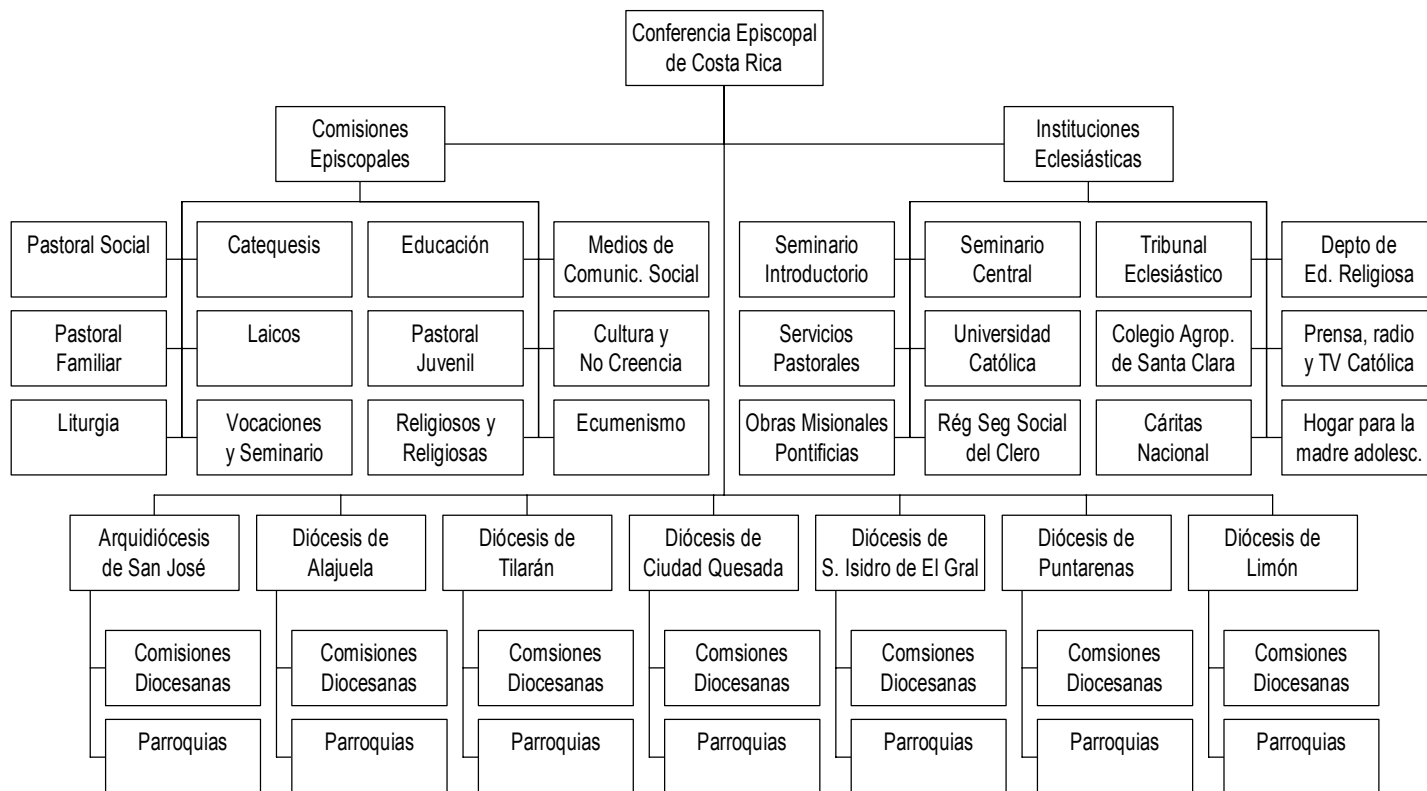 Conferencia Episcopal
de Costa Rica
Comisiones
Episcopales
Instituciones
Eclesiásticas
Pastoral Social
Catequesis
Educación
Medios de
Comunic. Social
Seminario
Introductorio
Seminario
Central
Tribunal
Eclesiástico
Depto de
Ed. Religiosa
Pastoral
Familiar
Laicos
Pastoral
Juvenil
Cultura y
No Creencia
Servicios
Pastorales
Universidad
Católica
Colegio Agrop.
de Santa Clara
Prensa, radio
y TV Católica
Liturgia
Vocaciones
y Seminario
Religiosos y
Religiosas
Ecumenismo
Obras Misionales
Pontificias
Rég Seg Social
del Clero
Cáritas
Nacional
Hogar para la
madre adolesc.
Arquidiócesis
de San José
Diócesis de
Alajuela
Diócesis de
Tilarán
Diócesis de
Ciudad Quesada
Diócesis de
S. Isidro de El Gral
Diócesis de
Puntarenas
Diócesis de
Limón
Comisiones
Diocesanas
Comisiones
Diocesanas
Comsiones
Diocesanas
Comsiones
Diocesanas
Comsiones
Diocesanas
Comsiones
Diocesanas
Comsiones
Diocesanas
Parroquias
Parroquias
Parroquias
Parroquias
Parroquias
Parroquias
Parroquias